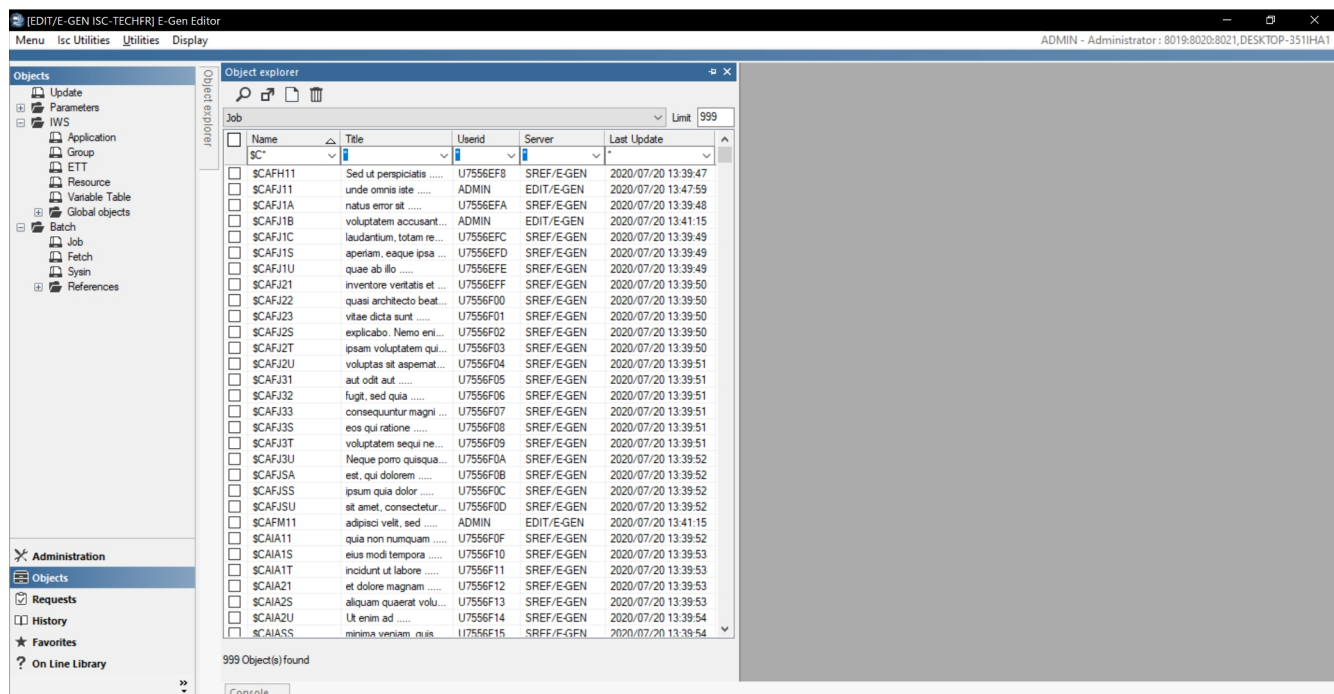 [EDIT/E-GEN ISC-TECHFR] E-Gen Editor
Menu Isc Utilities Utilities Display
ADMIN - Administrator : 8019:8020:8021,DESKTOP-351IHA1
Objects
Update
Parameters
IWS
Application
Group
ETT
Resource
Variable Table
Global objects
Batch
Job
Fetch
Sysin
References
Administration
Objects
Requests
History
Favorites
? On Line Library
»
Object explorer
Object explorer
Job Limit 999
Name Title Userid Server Last Update
$C* * * * *
$CAFH11 Sed ut perspiciatis ..... U7556EF8 SREF/E-GEN 2020/07/20 13:39:47
$CAFJ11 unde omnis iste ..... ADMIN EDIT/E-GEN 2020/07/20 13:47:59
$CAFJ1A natus error sit ..... U7556EFA SREF/E-GEN 2020/07/20 13:39:48
$CAFJ1B voluptatem accusant... ADMIN EDIT/E-GEN 2020/07/20 13:41:15
$CAFJ1C laudantium, totam re... U7556EFC SREF/E-GEN 2020/07/20 13:39:49
$CAFJ1S aperiam, eaque ipsa ... U7556EFD SREF/E-GEN 2020/07/20 13:39:49
$CAFJ1U quae ab illo ..... U7556EFE SREF/E-GEN 2020/07/20 13:39:49
$CAFJ21 inventore veritatis et ... U7556EFF SREF/E-GEN 2020/07/20 13:39:50
$CAFJ22 quasi architecto beat... U7556F00 SREF/E-GEN 2020/07/20 13:39:50
$CAFJ23 vitae dicta sunt ..... U7556F01 SREF/E-GEN 2020/07/20 13:39:50
$CAFJ2S explicabo. Nemo eni... U7556F02 SREF/E-GEN 2020/07/20 13:39:50
$CAFJ2T ipsam voluptatem qui... U7556F03 SREF/E-GEN 2020/07/20 13:39:50
$CAFJ2U voluptas sit aspernat... U7556F04 SREF/E-GEN 2020/07/20 13:39:51
$CAFJ31 aut odit aut ..... U7556F05 SREF/E-GEN 2020/07/20 13:39:51
$CAFJ32 fugit, sed quia ..... U7556F06 SREF/E-GEN 2020/07/20 13:39:51
$CAFJ33 consequuntur magni ... U7556F07 SREF/E-GEN 2020/07/20 13:39:51
$CAFJ3S eos qui ratione ..... U7556F08 SREF/E-GEN 2020/07/20 13:39:51
$CAFJ3T voluptatem sequi ne... U7556F09 SREF/E-GEN 2020/07/20 13:39:51
$CAFJ3U Neque porro quisqua... U7556F0A SREF/E-GEN 2020/07/20 13:39:52
$CAFJSA est, qui dolorem ..... U7556F0B SREF/E-GEN 2020/07/20 13:39:52
$CAFJSS ipsum quia dolor ..... U7556F0C SREF/E-GEN 2020/07/20 13:39:52
$CAFJSU sit amet, consectetur... U7556F0D SREF/E-GEN 2020/07/20 13:39:52
$CAFM11 adipisci velit, sed ..... ADMIN EDIT/E-GEN 2020/07/20 13:41:15
$CAIA11 quia non numquam ..... U7556F0F SREF/E-GEN 2020/07/20 13:39:52
$CAIA1S eius modi tempora ..... U7556F10 SREF/E-GEN 2020/07/20 13:39:53
$CAIA1T incidunt ut labore ..... U7556F11 SREF/E-GEN 2020/07/20 13:39:53
$CAIA21 et dolore magnam ..... U7556F12 SREF/E-GEN 2020/07/20 13:39:53
$CAIA2S aliquam quaerat volu... U7556F13 SREF/E-GEN 2020/07/20 13:39:53
$CAIA2U Ut enim ad ..... U7556F14 SREF/E-GEN 2020/07/20 13:39:54
$CAIASS minima veniam, quis U7556F15 SREF/E-GEN 2020/07/20 13:39:54
999 Object(s) found
Console